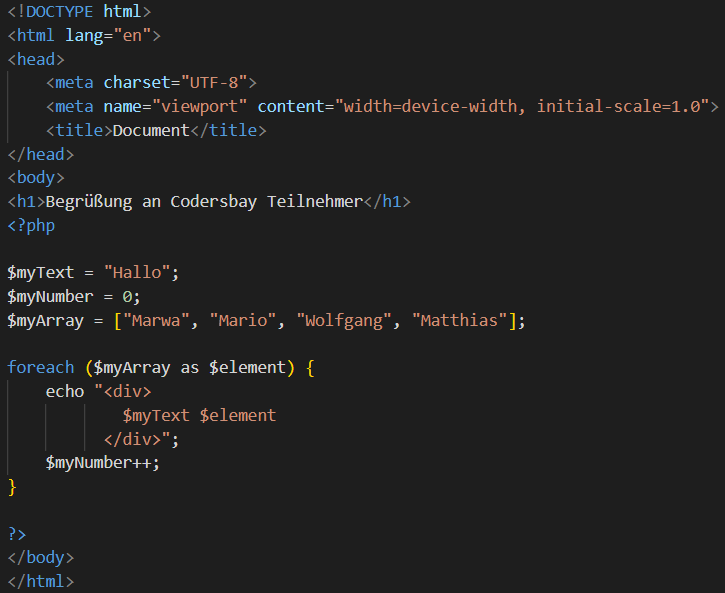 <!DOCTYPE html>
<html lang="en">
<head>
    <meta charset="UTF-8">
    <meta name="viewport" content="width=device-width, initial-scale=1.0">
    <title>Document</title>
</head>
<body>
<h1>Begrüßung an Codersbay Teilnehmer</h1>
<?php

$myText = "Hallo";
$myNumber = 0;
$myArray = ["Marwa", "Mario", "Wolfgang", "Matthias"];

foreach ($myArray as $element) {
    echo "<div>
            $myText $element
          </div>";
    $myNumber++;
}

?>
</body>
</html>